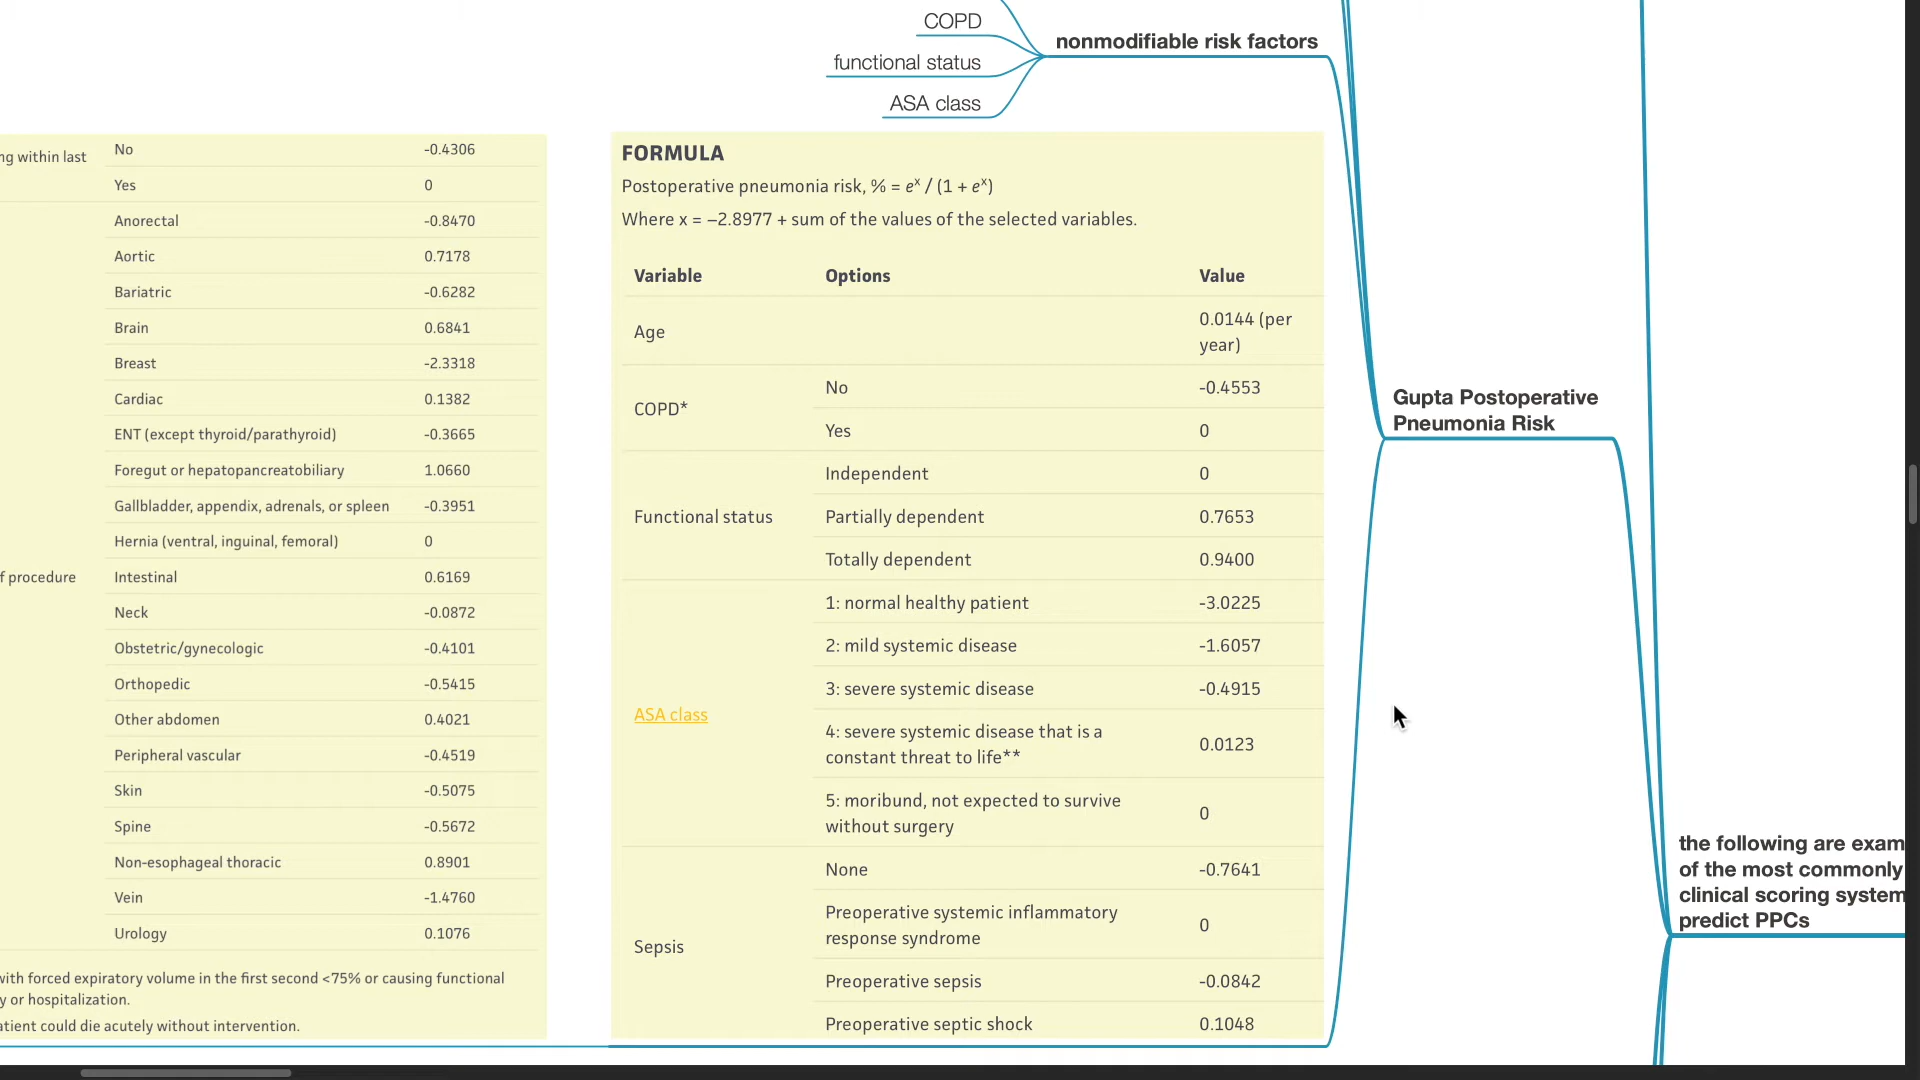 COPD
functional status
ASA class
nonmodifiable risk factors
ng within last
No -0.4306
Yes 0
f procedure
Anorectal -0.8470
Aortic 0.7178
Bariatric -0.6282
Brain 0.6841
Breast -2.3318
Cardiac 0.1382
ENT (except thyroid/parathyroid) -0.3665
Foregut or hepatopancreatobiliary 1.0660
Gallbladder, appendix, adrenals, or spleen -0.3951
Hernia (ventral, inguinal, femoral) 0
Intestinal 0.6169
Neck -0.0872
Obstetric/gynecologic -0.4101
Orthopedic -0.5415
Other abdomen 0.4021
Peripheral vascular -0.4519
Skin -0.5075
Spine -0.5672
Non-esophageal thoracic 0.8901
Vein -1.4760
Urology 0.1076
with forced expiratory volume in the first second <75% or causing functional
y or hospitalization.
atient could die acutely without intervention.
FORMULA
Postoperative pneumonia risk, % = eˣ / (1 + eˣ)
Where x = −2.8977 + sum of the values of the selected variables.
Variable Options Value
Age 0.0144 (per
year)
COPD*
No -0.4553
Yes 0
Functional status
Independent 0
Partially dependent 0.7653
Totally dependent 0.9400
ASA class
1: normal healthy patient -3.0225
2: mild systemic disease -1.6057
3: severe systemic disease -0.4915
4: severe systemic disease that is a
constant threat to life** 0.0123
5: moribund, not expected to survive
without surgery 0
Sepsis
None -0.7641
Preoperative systemic inflammatory
response syndrome 0
Preoperative sepsis -0.0842
Preoperative septic shock 0.1048
Gupta Postoperative
Pneumonia Risk
the following are exam
of the most commonly
clinical scoring system
predict PPCs